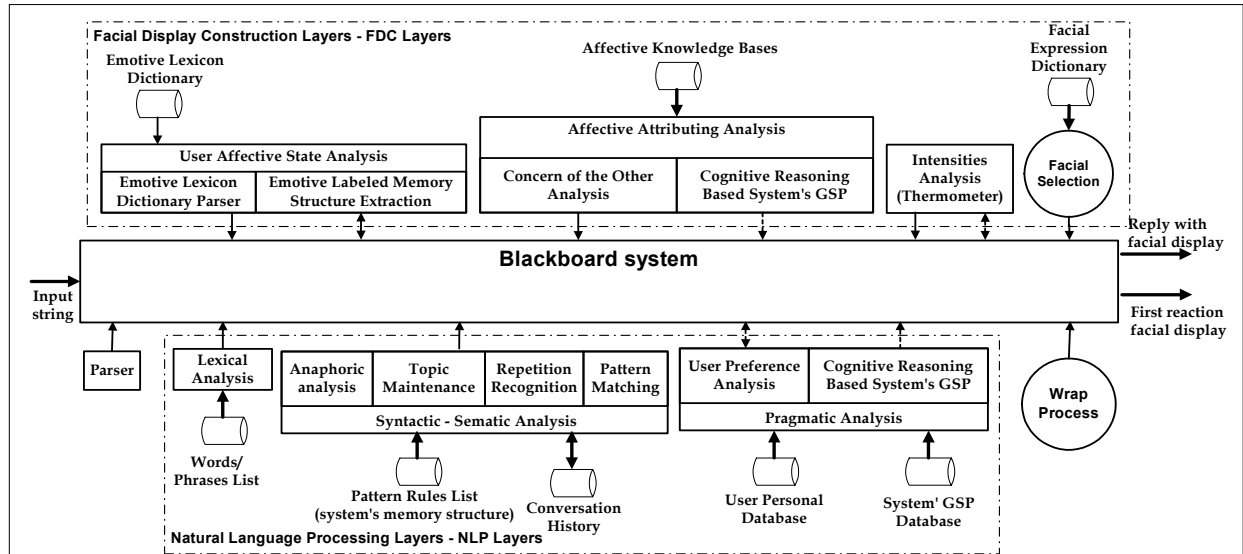 Facial Display Construction Layers - FDC Layers
Emotive Lexicon
Dictionary
Affective Knowledge Bases
Facial
Expression
Dictionary
User Affective State Analysis
Emotive Lexicon
Dictionary Parser
Emotive Labeled Memory
Structure Extraction
Affective Attributing Analysis
Concern of the Other
Analysis
Cognitive Reasoning
Based System's GSP
Intensities
Analysis
(Thermometer)
Facial
Selection
Blackboard system
Input
string
Reply with
facial display
First reaction
facial display
Parser
Lexical
Analysis
Words/
Phrases List
Anaphoric
analysis
Topic
Maintenance
Repetition
Recognition
Pattern
Matching
Syntactic - Sematic Analysis
Pattern Rules List
(system's memory structure)
Conversation
History
User Preference
Analysis
Cognitive Reasoning
Based System's GSP
Pragmatic Analysis
User Personal
Database
System' GSP
Database
Wrap
Process
Natural Language Processing Layers - NLP Layers